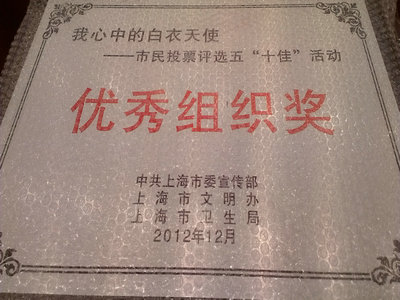 我心中的白衣天使
——市民投票评选五“十佳”活动
优秀组织奖
中共上海市委宣传部
上海市文明办
上海市卫生局
2012年12月